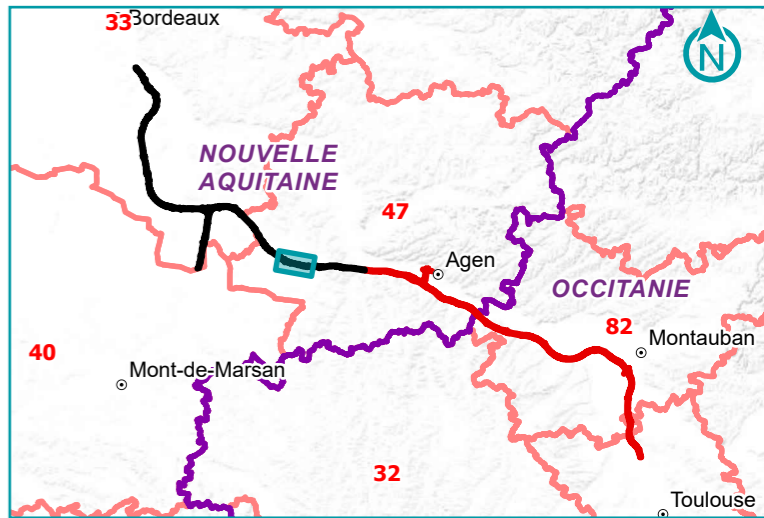 Bordeaux
33
N
NOUVELLE
AQUITAINE
47
Agen
OCCITANIE
82
Montauban
40
Mont-de-Marsan
32
Toulouse